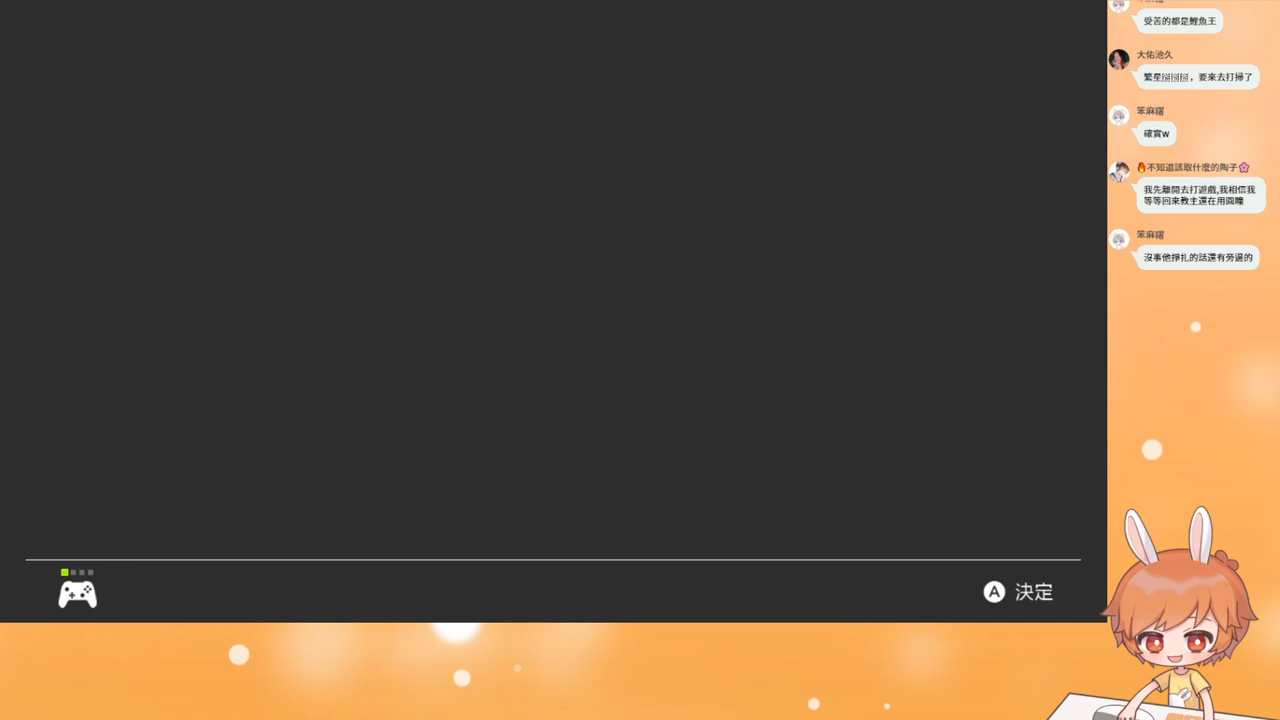 受苦的都是鯉魚王
大佑池久
繁星，要來去打掃了
笨麻糬
確實w
不知道該取什麼的陶子
我先離開去打遊戲,我相信我
等等回來教主還在用圓瞳
笨麻糬
沒事他掙扎的話還有旁邊的
A 決定